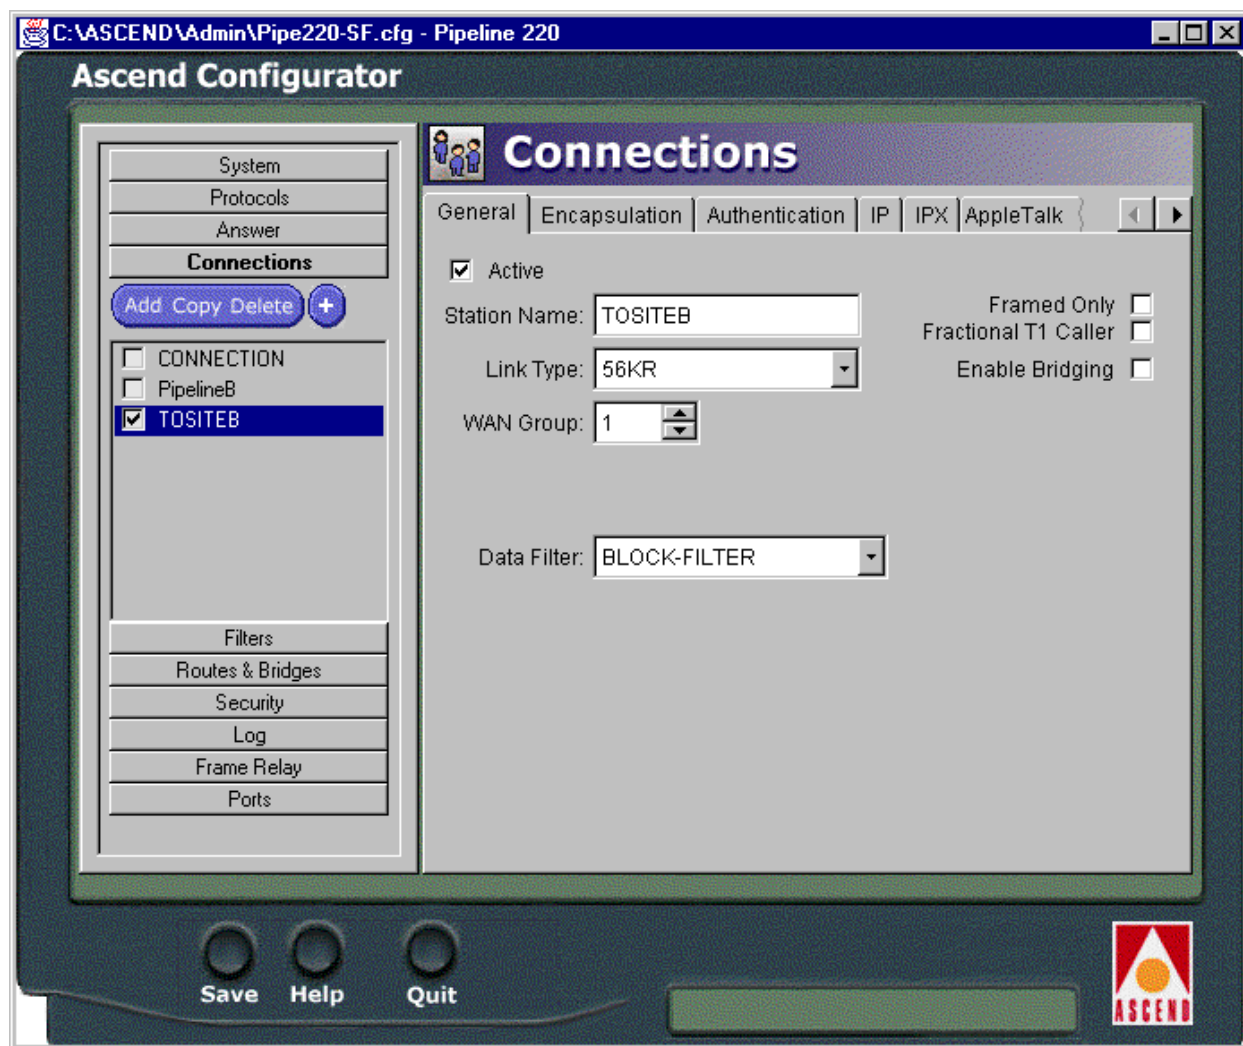 C:\ASCEND\Admin\Pipe220-SF.cfg - Pipeline 220
Ascend Configurator
System
Protocols
Answer
Connections
Add Copy Delete +
CONNECTION
PipelineB
TOSITEB
Filters
Routes & Bridges
Security
Log
Frame Relay
Ports
Connections
General Encapsulation Authentication IP IPX AppleTalk
Active
Station Name: TOSITEB
Framed Only
Fractional T1 Caller
Link Type: 56KR
Enable Bridging
WAN Group: 1
Data Filter: BLOCK-FILTER
Save Help Quit
ASCEND